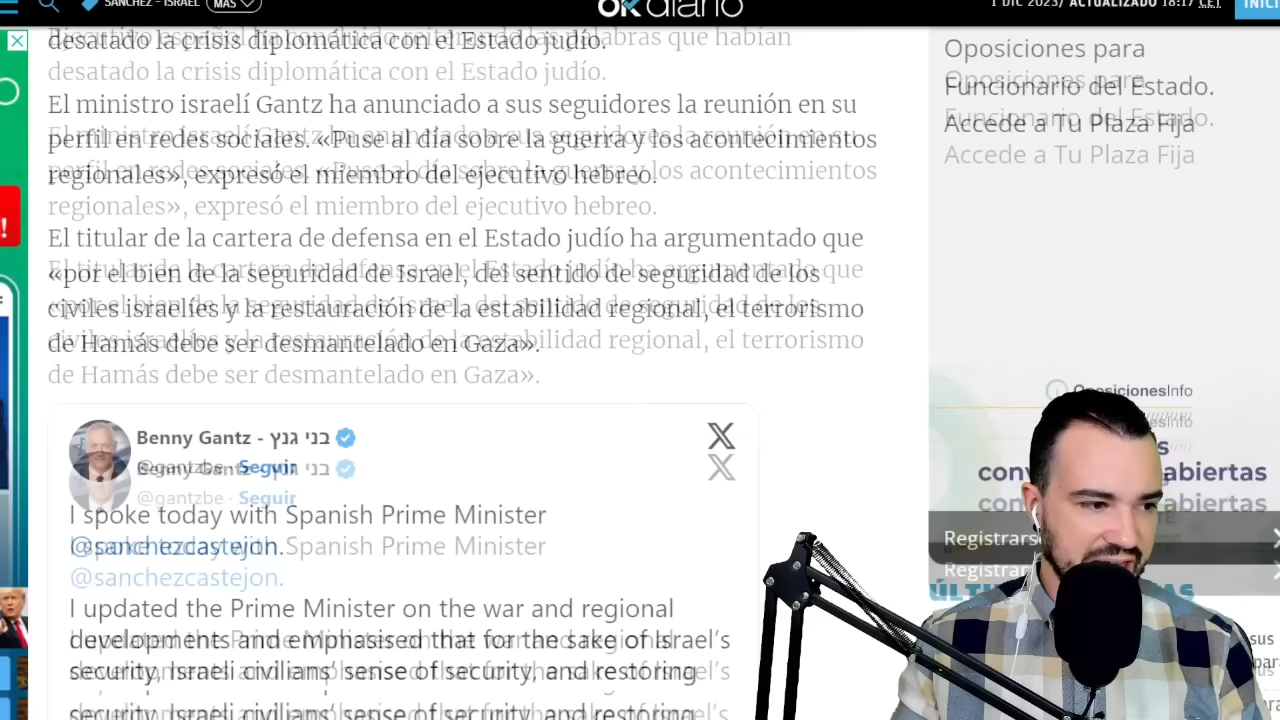 SÁNCHEZ - ISRAEL
MÁS
okdiario
1 DIC 2023/ ACTUALIZADO 18:17 CET
INICI
desatado la crisis diplomática con el Estado judío.
El ministro israelí Gantz ha anunciado a sus seguidores la reunión en su
perfil en redes sociales. «Puse al día sobre la guerra y los acontecimientos
regionales», expresó el miembro del ejecutivo hebreo.
El titular de la cartera de defensa en el Estado judío ha argumentado que
«por el bien de la seguridad de Israel, del sentido de seguridad de los
civiles israelíes y la restauración de la estabilidad regional, el terrorismo
de Hamás debe ser desmantelado en Gaza».
Benny Gantz - בני גנץ
@gantzbe · Seguir
I spoke today with Spanish Prime Minister
@sanchezcastejon.
I updated the Prime Minister on the war and regional
developments and emphasised that for the sake of Israel's
security, Israeli civilians' sense of security, and restoring
Oposiciones para
Funcionario del Estado.
Accede a Tu Plaza Fija
OposicionesInfo
abiertas